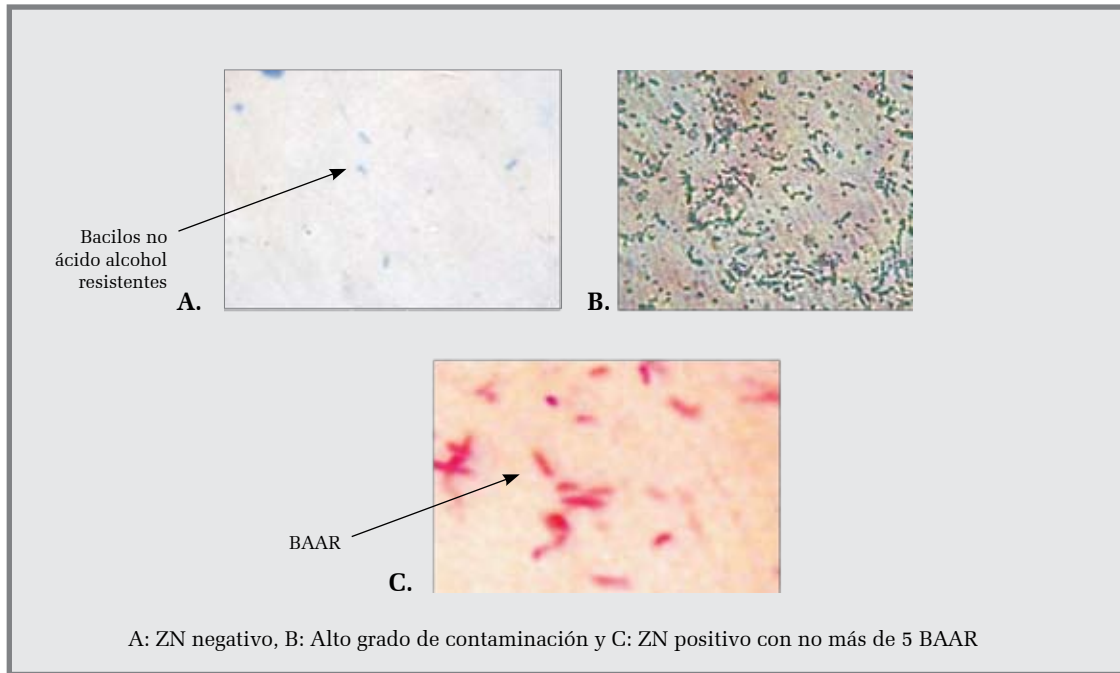 Bacilos no
ácido alcohol
resistentes
A.
B.
BAAR
C.
A: ZN negativo, B: Alto grado de contaminación y C: ZN positivo con no más de 5 BAAR